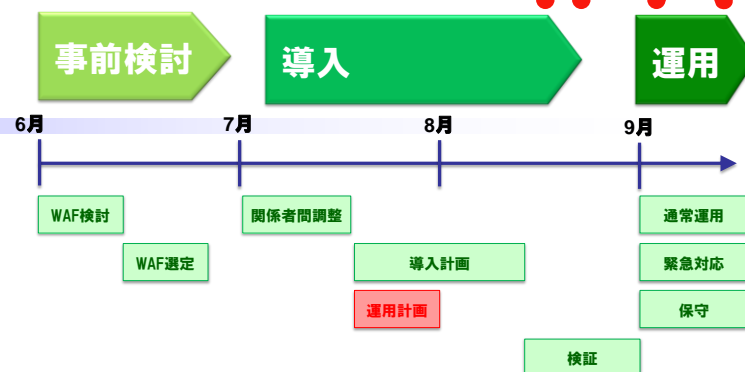 事前検討
導入
運用
6月
7月
8月
9月
WAF検討
関係者間調整
通常運用
WAF選定
導入計画
緊急対応
運用計画
保守
検証